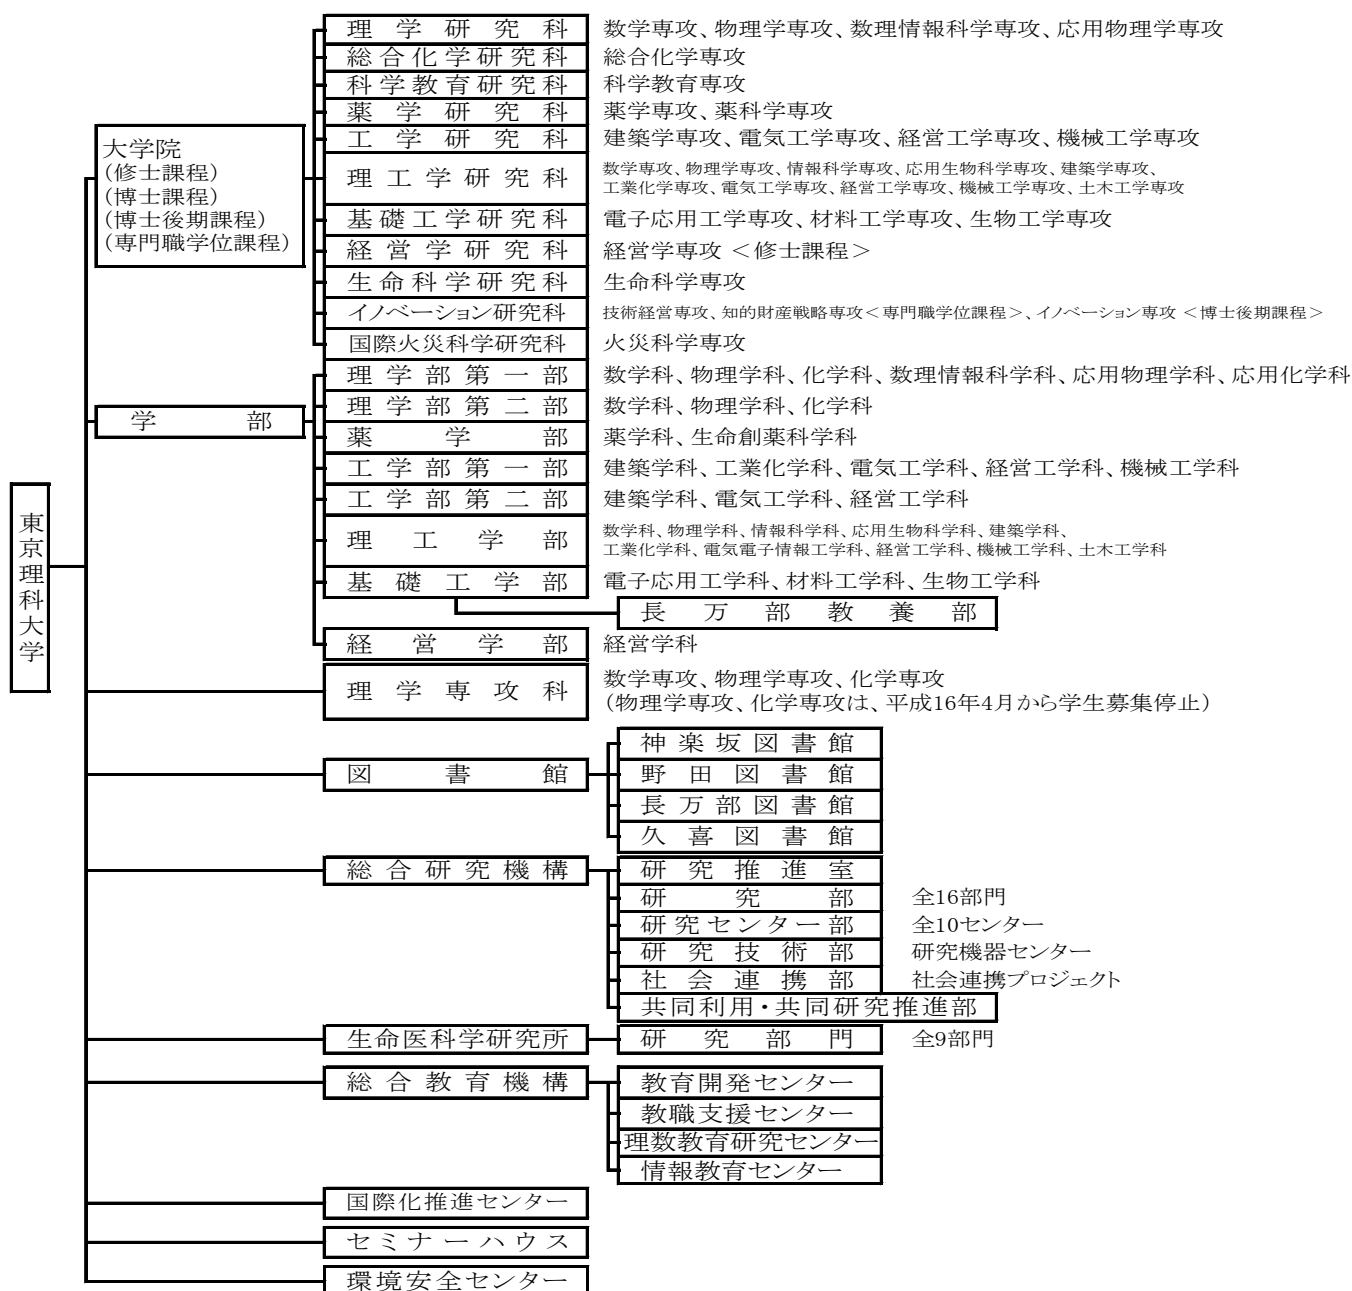 理学研究科 数学専攻、物理学専攻、数理情報科学専攻、応用物理学専攻
総合化学研究科 総合化学専攻
科学教育研究科 科学教育専攻
薬学研究科 薬学専攻、薬科学専攻
工学研究科 建築学専攻、電気工学専攻、経営工学専攻、機械工学専攻
大学院
(修士課程)
(博士課程)
(博士後期課程)
(専門職学位課程)
理工学研究科 数学専攻、物理学専攻、情報科学専攻、応用生物科学専攻、建築学専攻、
工業化学専攻、電気工学専攻、経営工学専攻、機械工学専攻、土木工学専攻
基礎工学研究科 電子応用工学専攻、材料工学専攻、生物工学専攻
経営学研究科 経営学専攻 <修士課程>
生命科学研究科 生命科学専攻
イノベーション研究科 技術経営専攻、知的財産戦略専攻<専門職学位課程>、イノベーション専攻 <博士後期課程>
国際火災科学研究科 火災科学専攻
理学部第一部 数学科、物理学科、化学科、数理情報科学科、応用物理学科、応用化学科
理学部第二部 数学科、物理学科、化学科
学部
薬学部 薬学科、生命創薬科学科
工学部第一部 建築学科、工業化学科、電気工学科、経営工学科、機械工学科
工学部第二部 建築学科、電気工学科、経営工学科
東京理科大学
理工学部 数学科、物理学科、情報科学科、応用生物科学科、建築学科、
工業化学科、電気電子情報工学科、経営工学科、機械工学科、土木工学科
基礎工学部 電子応用工学科、材料工学科、生物工学科
長万部教養部
経営学部 経営学科
理学専攻科 数学専攻、物理学専攻、化学専攻
(物理学専攻、化学専攻は、平成16年4月から学生募集停止)
神楽坂図書館
図書館 野田図書館
長万部図書館
久喜図書館
総合研究機構 研究推進室
研究部 全16部門
研究センター部 全10センター
研究技術部 研究機器センター
社会連携部 社会連携プロジェクト
共同利用・共同研究推進部
生命医科学研究所 研究部門 全9部門
総合教育機構 教育開発センター
教職支援センター
理数教育研究センター
情報教育センター
国際化推進センター
セミナーハウス
環境安全センター